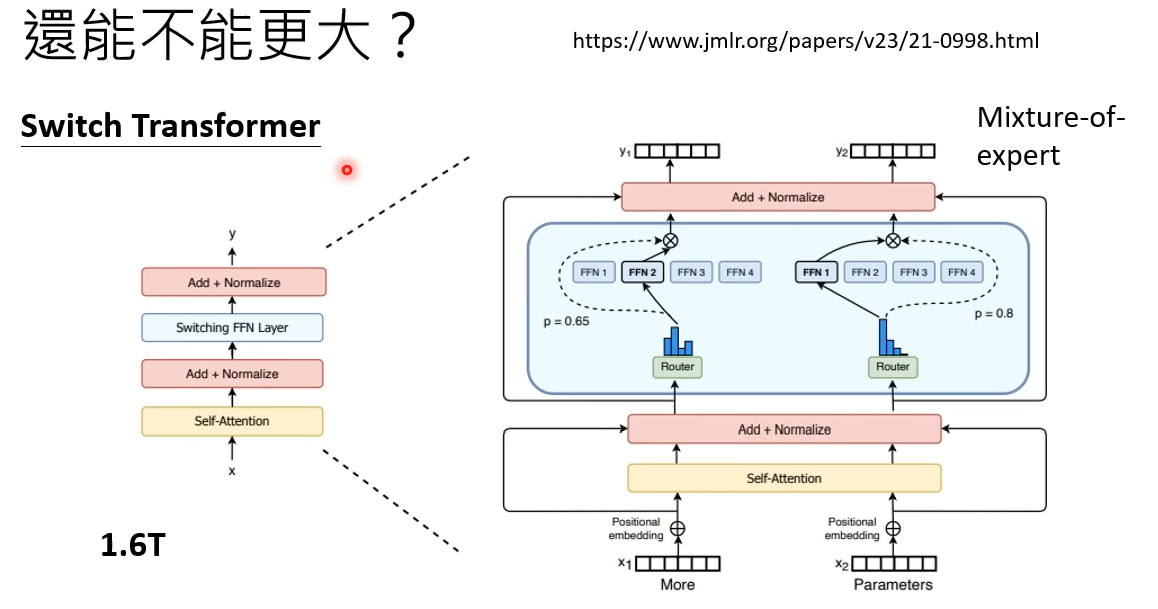 還能不能更大？
https://www.jmlr.org/papers/v23/21-0998.html
Switch Transformer
Mixture-of-
expert
y
Add + Normalize
Switching FFN Layer
Add + Normalize
Self-Attention
x
1.6T
y1 y2
Add + Normalize
FFN 1 FFN 2 FFN 3 FFN 4 FFN 1 FFN 2 FFN 3 FFN 4
p = 0.65 p = 0.8
Router Router
Add + Normalize
Self-Attention
Positional
embedding
Positional
embedding
x1 x2
More Parameters